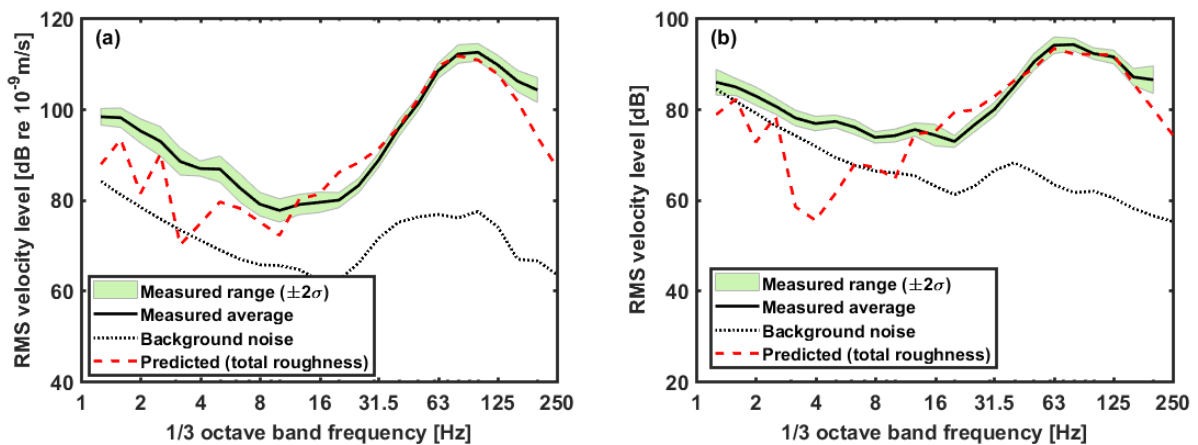 (a)
RMS velocity level [dB re 10⁻⁹m/s]
120
100
80
60
40
Measured range (±2σ)
Measured average
Background noise
Predicted (total roughness)
1 2 4 8 16 31.5 63 125 250
1/3 octave band frequency [Hz]
(b)
RMS velocity level [dB]
100
80
60
40
20
Measured range (±2σ)
Measured average
Background noise
Predicted (total roughness)
1 2 4 8 16 31.5 63 125 250
1/3 octave band frequency [Hz]